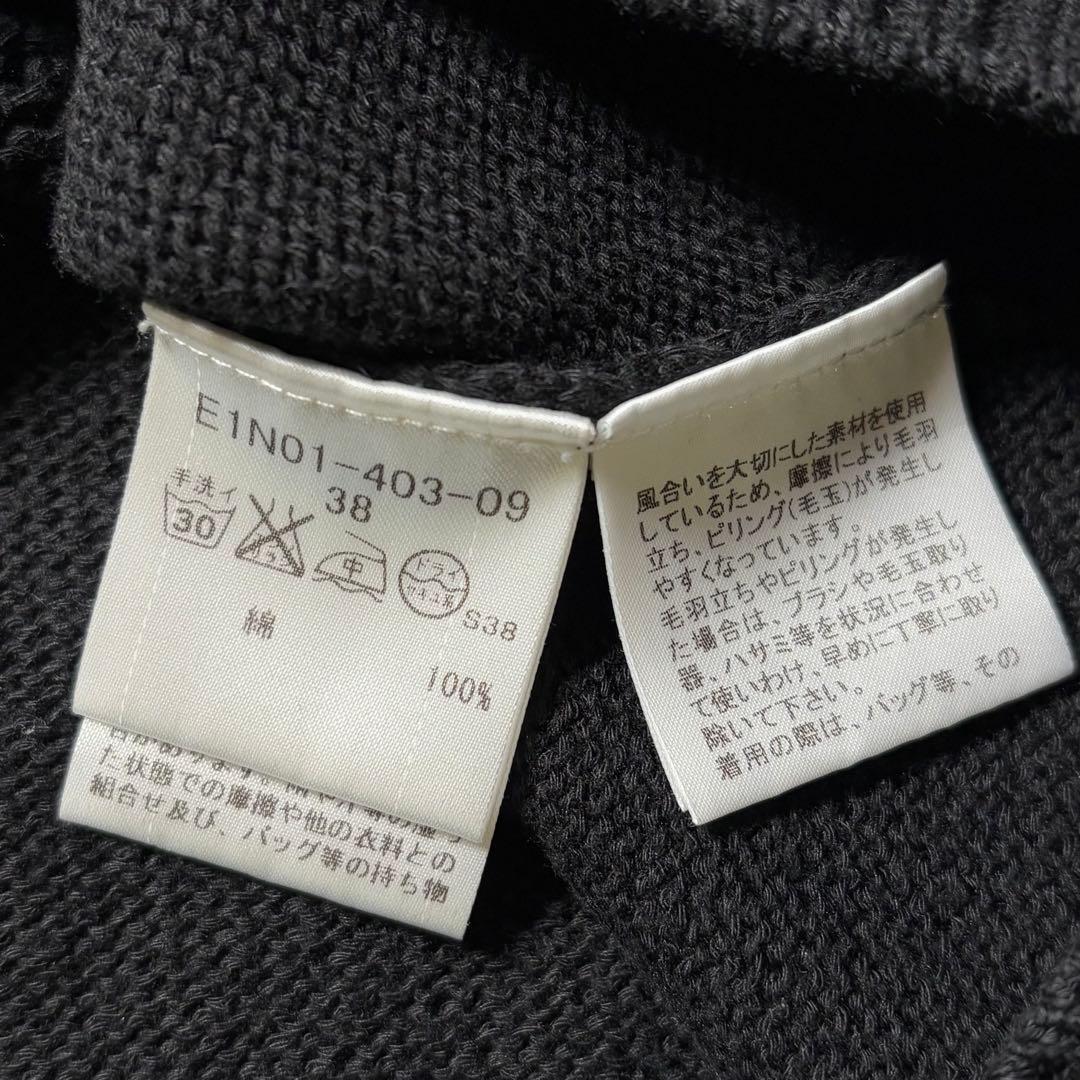 E1N01-403-09
38
手洗イ
30
中
ドライ
S38
綿
100%
た状態での摩擦や他の衣料との
組合せ及び、バッグ等の持ち物
風合いを大切にした素材を使用
しているため、摩擦により毛羽
立ち、ピリング(毛玉)が発生し
やすくなっています。
毛羽立ちやピリングが発生し
た場合は、ブラシや毛玉取り
器、ハサミ等を状況に合わせ
て使いわけ、早めに丁寧に取り
除いて下さい。
着用の際は、バッグ等、その